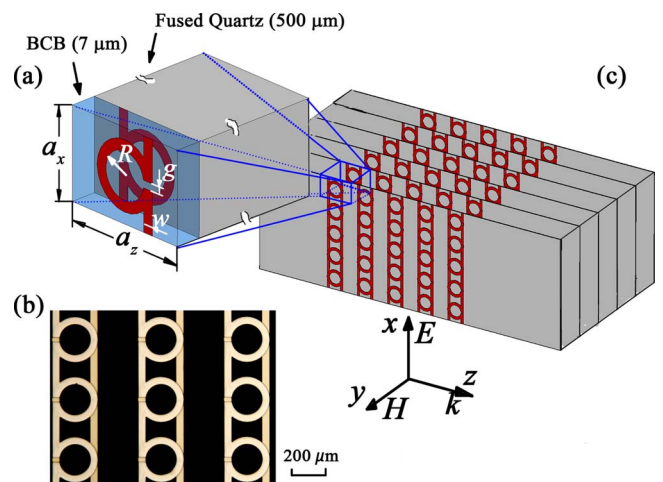 Fused Quartz (500 µm)
BCB (7 µm)
(a)
(c)
a_x
R
g
w
a_z
(b)
x
E
z
y
H
k
200 µm